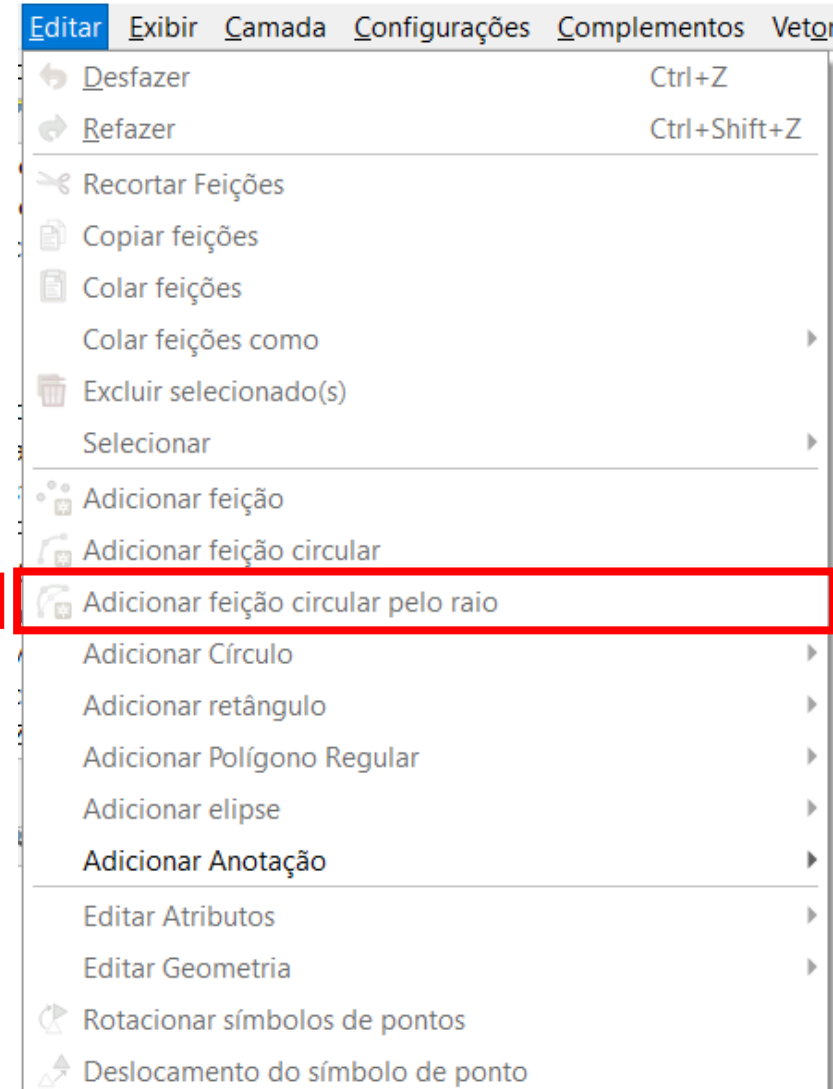 Editar Exibir Camada Configurações Complementos Vetor
Desfazer Ctrl+Z
Refazer Ctrl+Shift+Z
Recortar Feições
Copiar feições
Colar feições
Colar feições como
Excluir selecionado(s)
Selecionar
Adicionar feição
Adicionar feição circular
Adicionar feição circular pelo raio
Adicionar Círculo
Adicionar retângulo
Adicionar Polígono Regular
Adicionar elipse
Adicionar Anotação
Editar Atributos
Editar Geometria
Rotacionar símbolos de pontos
Deslocamento do símbolo de ponto